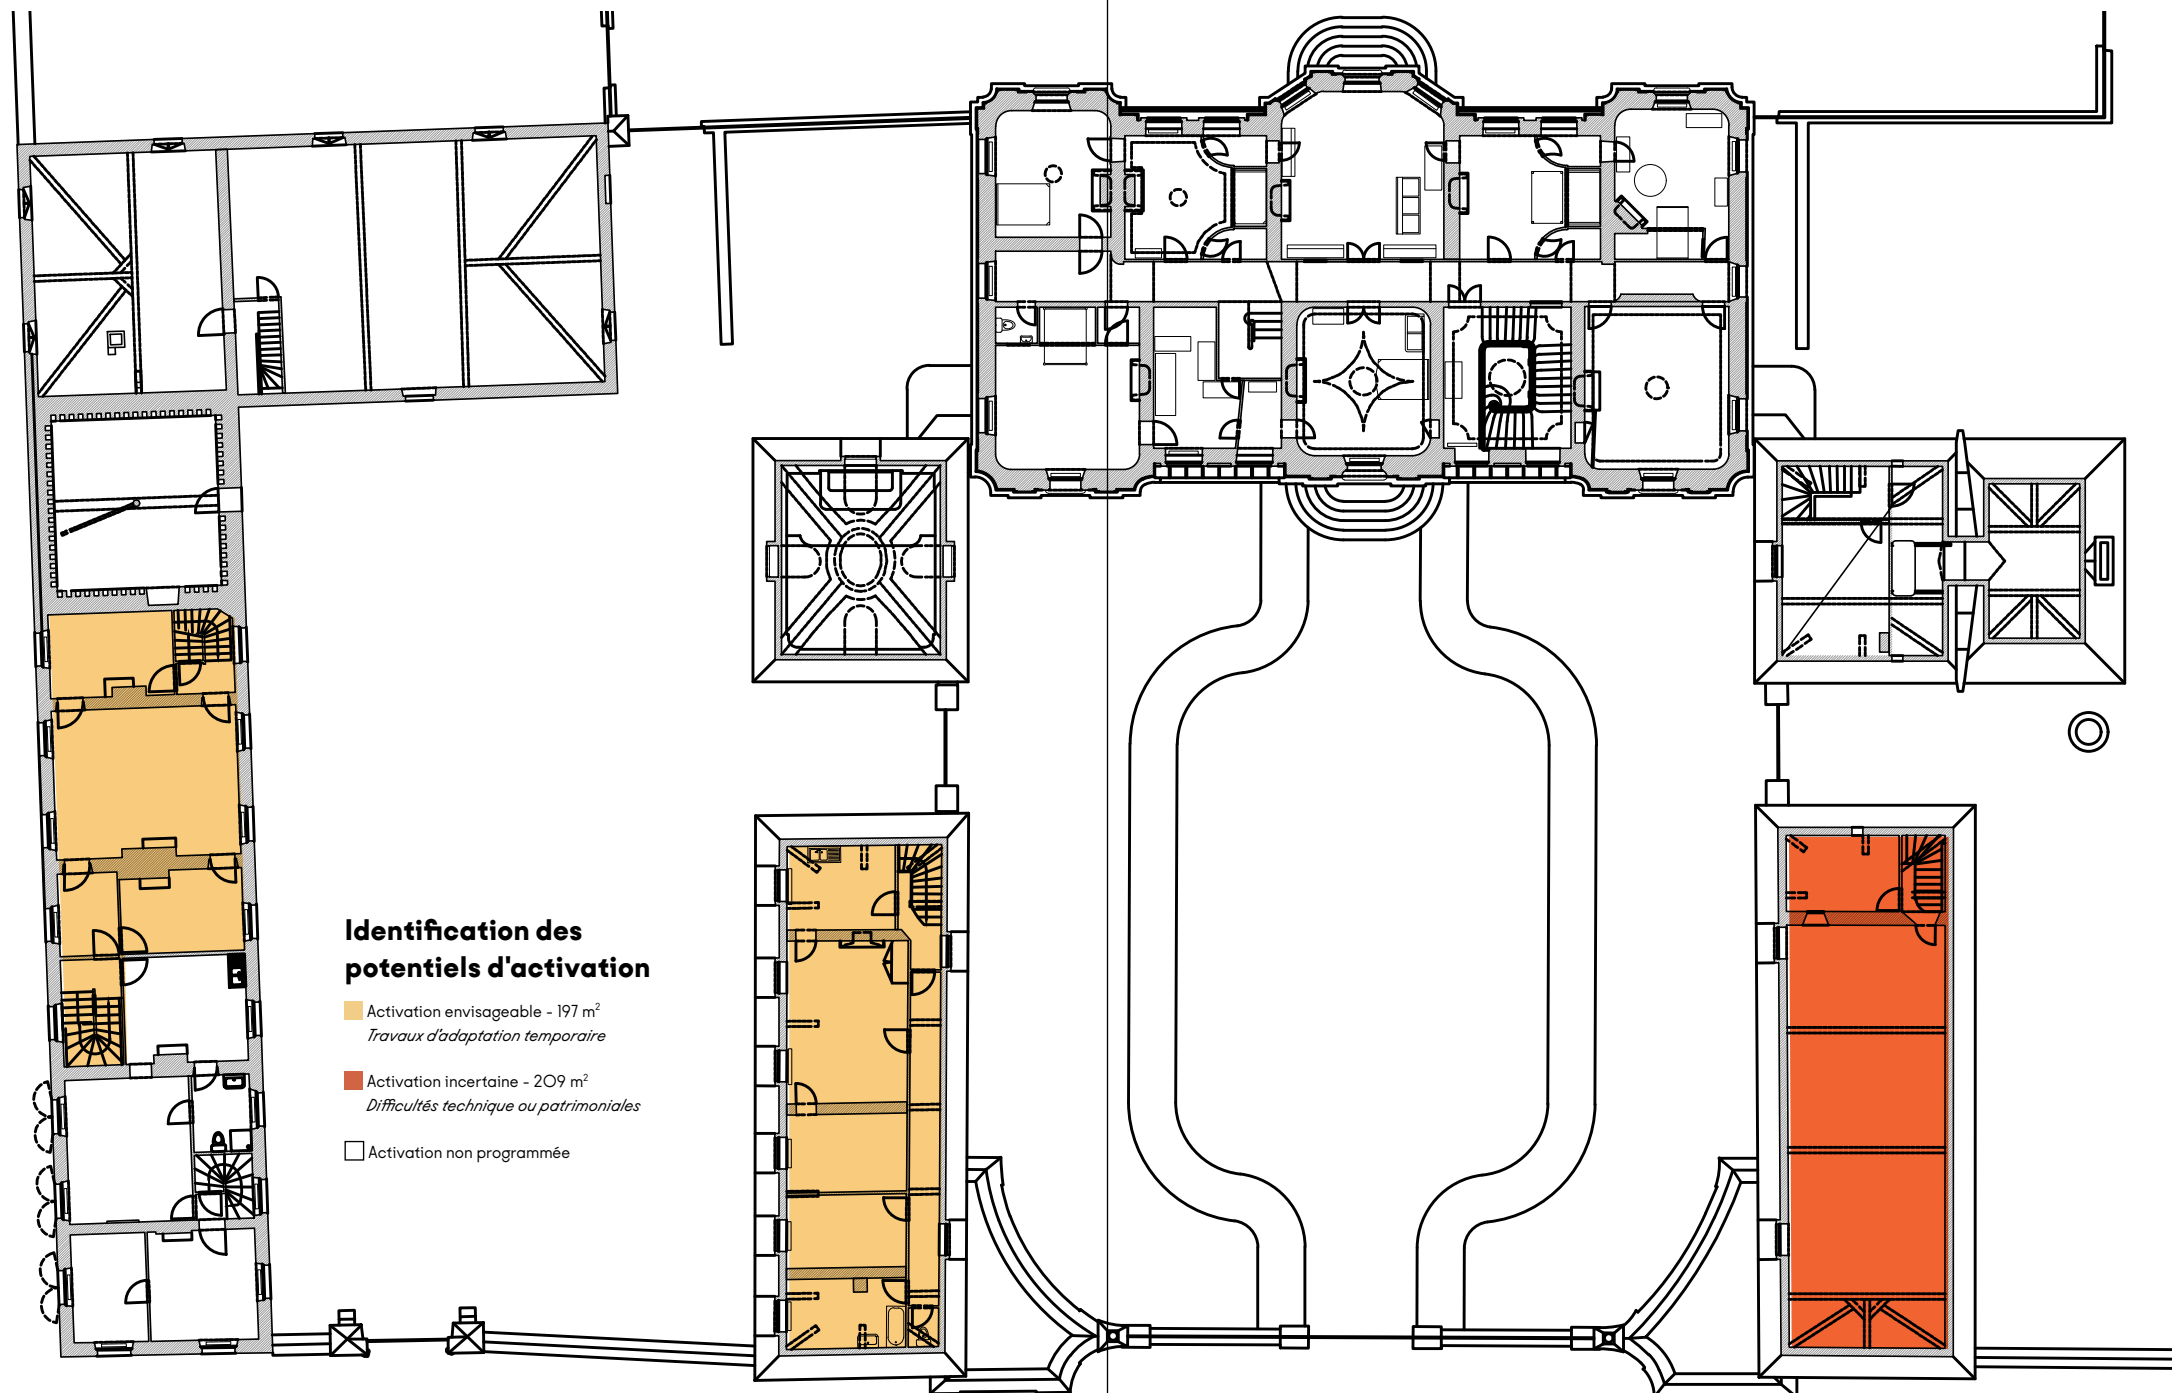 Identification des
potentiels d'activation
Activation envisageable - 197 m²
Travaux d'adaptation temporaire
Activation incertaine - 209 m²
Difficultés technique ou patrimoniales
Activation non programmée